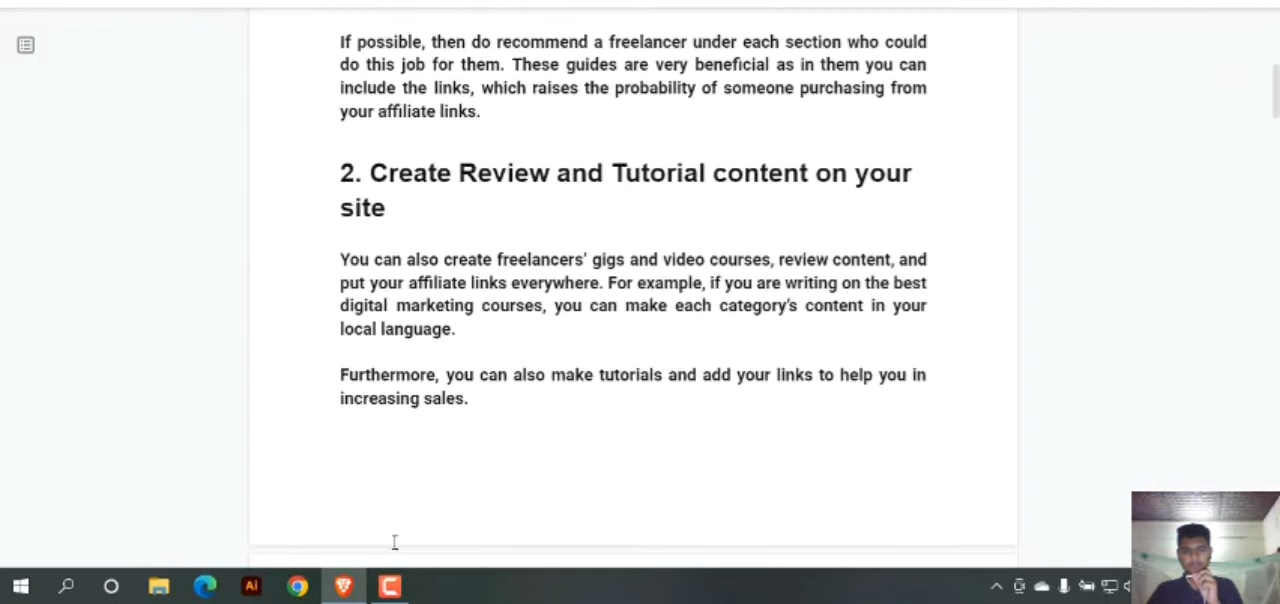 If possible, then do recommend a freelancer under each section who could
do this job for them. These guides are very beneficial as in them you can
include the links, which raises the probability of someone purchasing from
your affiliate links.
2. Create Review and Tutorial content on your
site
You can also create freelancers' gigs and video courses, review content, and
put your affiliate links everywhere. For example, if you are writing on the best
digital marketing courses, you can make each category's content in your
local language.
Furthermore, you can also make tutorials and add your links to help you in
increasing sales.
Ai